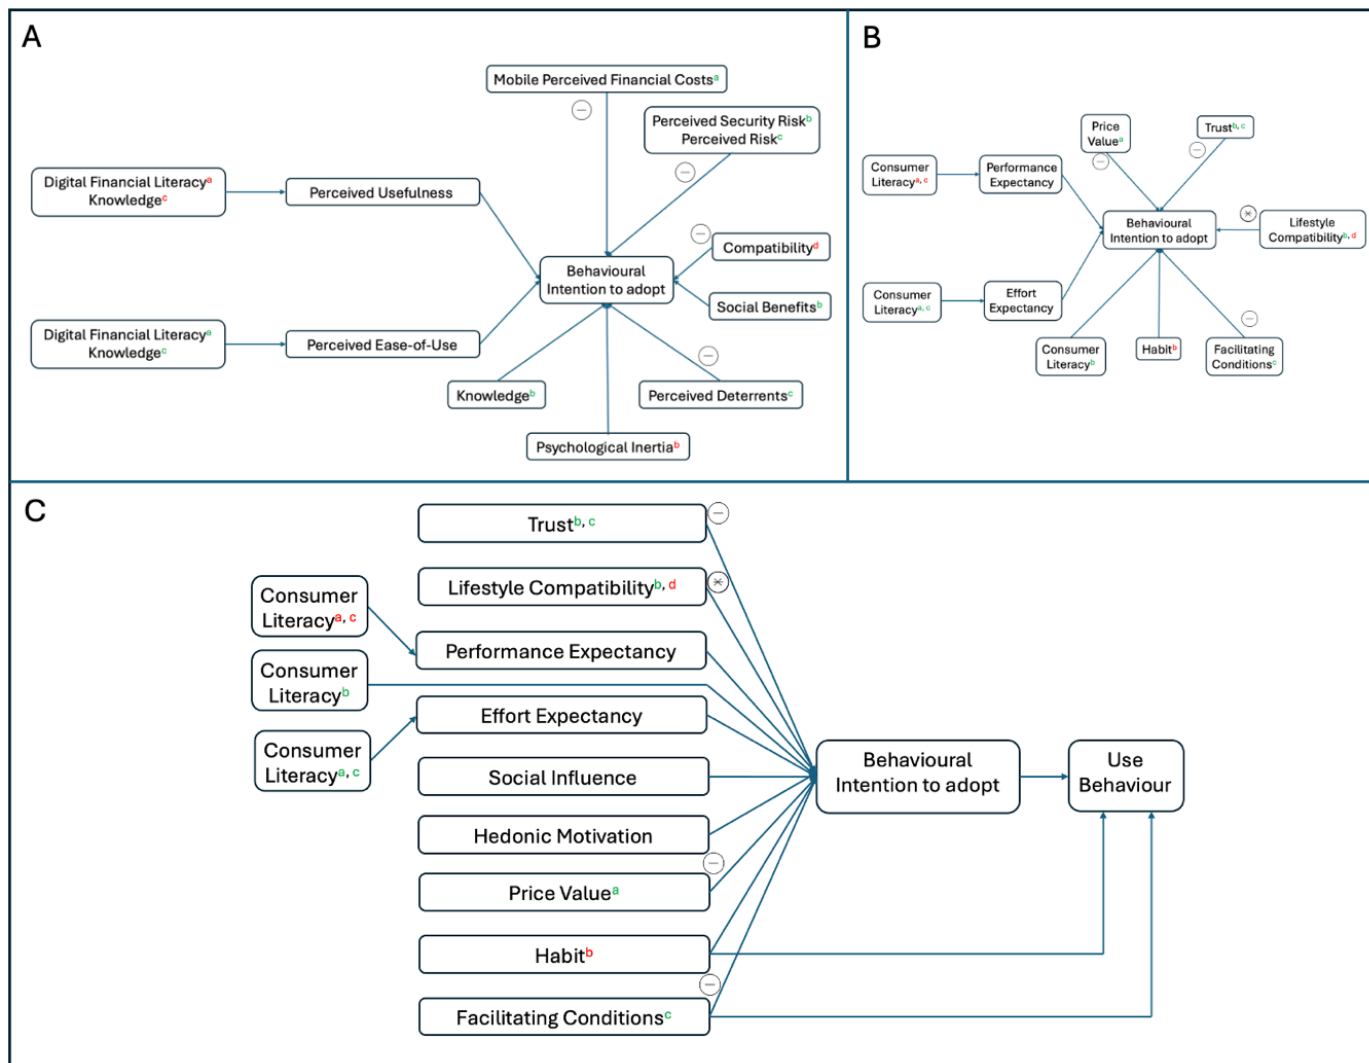 A
Mobile Perceived Financial Costsᵃ
Perceived Security Riskᵇ
Perceived Riskᶜ
Digital Financial Literacyᵃ
Knowledgeᶜ
Perceived Usefulness
Compatibilityᵈ
Behavioural
Intention to adopt
Social Benefitsᵇ
Digital Financial Literacyᵃ
Knowledgeᶜ
Perceived Ease-of-Use
Knowledgeᵇ
Perceived Deterrentsᶜ
Psychological Inertiaᵇ
B
Price
Valueᵃ
Trustᵇ, ᶜ
Consumer
Literacyᵃ, ᶜ
Performance
Expectancy
Behavioural
Intention to adopt
Lifestyle
Compatibilityᵇ, ᵈ
Consumer
Literacyᵃ, ᶜ
Effort
Expectancy
Consumer
Literacyᵇ
Habitᵇ
Facilitating
Conditionsᶜ
C
Trustᵇ, ᶜ
Lifestyle Compatibilityᵇ, ᵈ
Consumer
Literacyᵃ, ᶜ
Performance Expectancy
Consumer
Literacyᵇ
Effort Expectancy
Consumer
Literacyᵃ, ᶜ
Social Influence
Hedonic Motivation
Price Valueᵃ
Habitᵇ
Facilitating Conditionsᶜ
Behavioural
Intention to adopt
Use
Behaviour